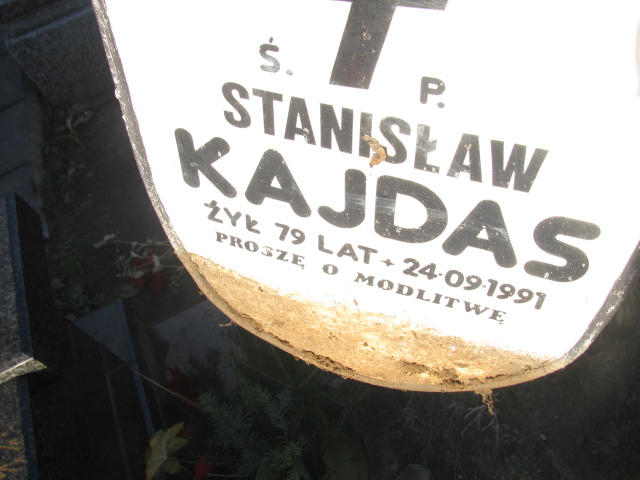 Ś. P.
STANISŁAW
KAJDAS
ŻYŁ 79 LAT + 24·09·1991
PROSZĘ O MODLITWĘ